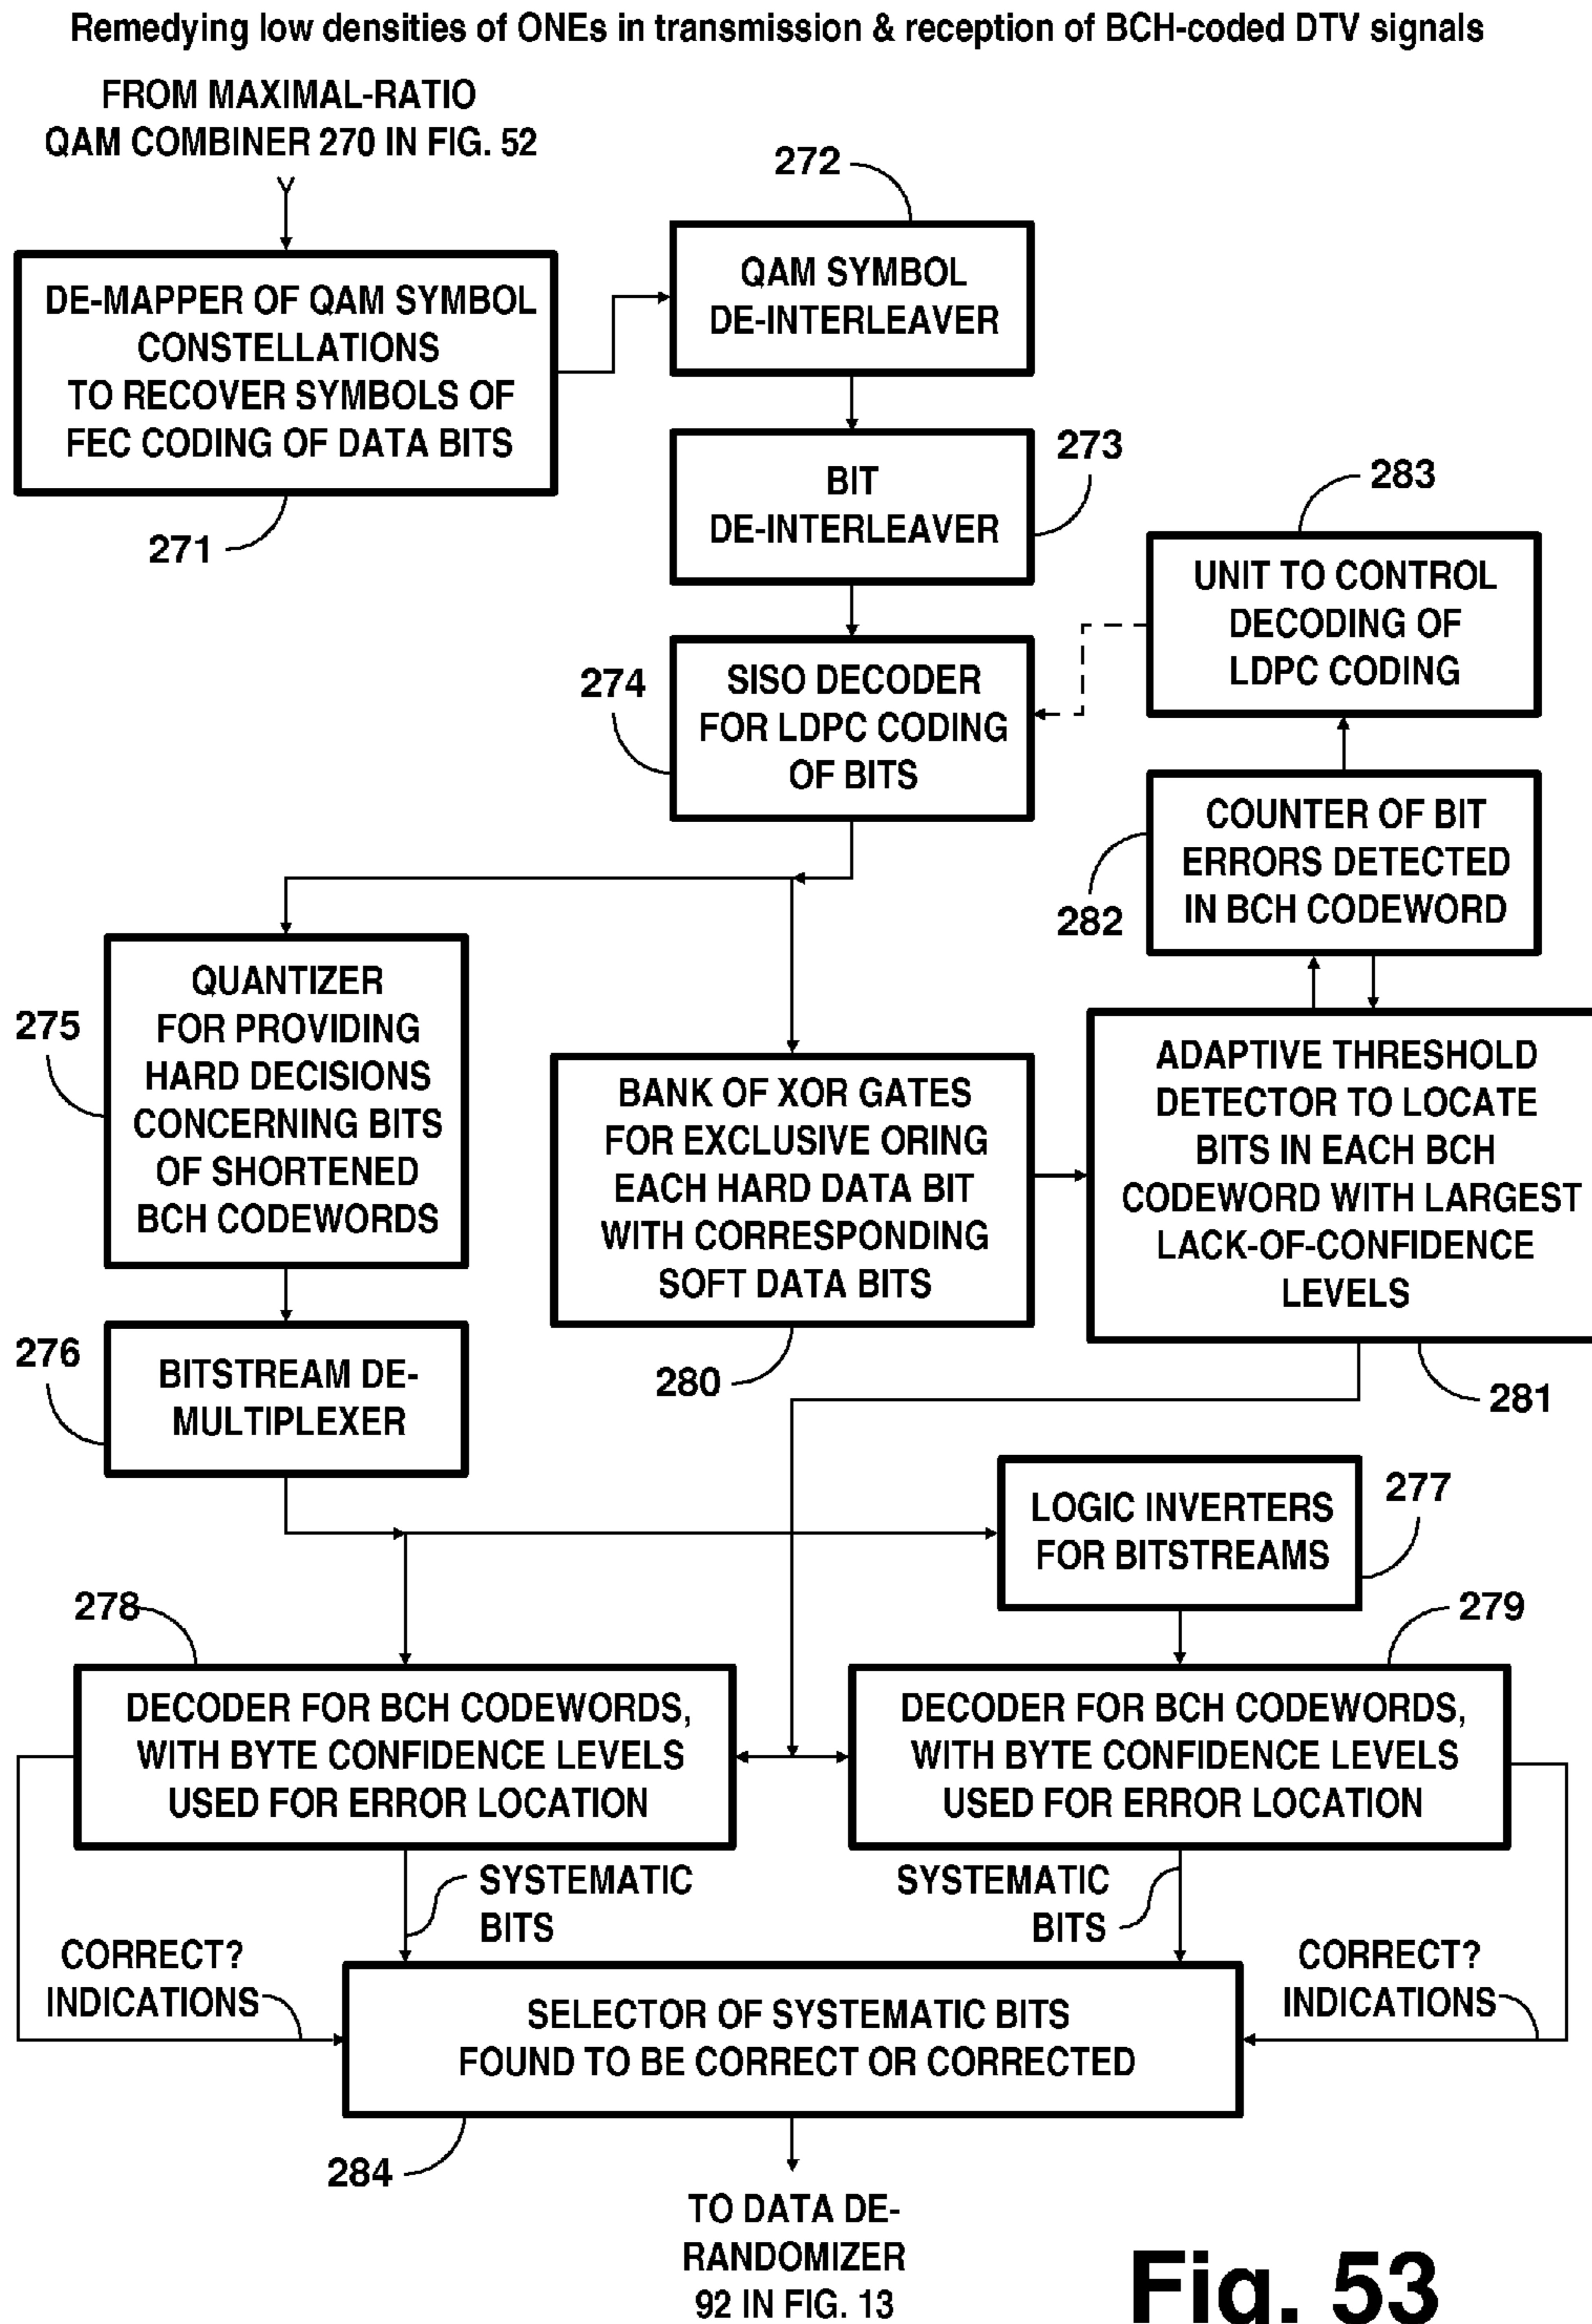 Remedying low densities of ONEs in transmission & reception of BCH-coded DTV signals
FROM MAXIMAL-RATIO
QAM COMBINER 270 IN FIG. 52
272
DE-MAPPER OF QAM SYMBOL
CONSTELLATIONS
TO RECOVER SYMBOLS OF
FEC CODING OF DATA BITS
271
QAM SYMBOL
DE-INTERLEAVER
BIT
DE-INTERLEAVER
273
283
UNIT TO CONTROL
DECODING OF
LDPC CODING
274
SISO DECODER
FOR LDPC CODING
OF BITS
COUNTER OF BIT
ERRORS DETECTED
IN BCH CODEWORD
282
275
QUANTIZER
FOR PROVIDING
HARD DECISIONS
CONCERNING BITS
OF SHORTENED
BCH CODEWORDS
BANK OF XOR GATES
FOR EXCLUSIVE ORING
EACH HARD DATA BIT
WITH CORRESPONDING
SOFT DATA BITS
280
ADAPTIVE THRESHOLD
DETECTOR TO LOCATE
BITS IN EACH BCH
CODEWORD WITH LARGEST
LACK-OF-CONFIDENCE
LEVELS
281
276
BITSTREAM DE-
MULTIPLEXER
LOGIC INVERTERS
FOR BITSTREAMS
277
278
279
DECODER FOR BCH CODEWORDS,
WITH BYTE CONFIDENCE LEVELS
USED FOR ERROR LOCATION
DECODER FOR BCH CODEWORDS,
WITH BYTE CONFIDENCE LEVELS
USED FOR ERROR LOCATION
SYSTEMATIC
BITS
SYSTEMATIC
BITS
CORRECT?
INDICATIONS
CORRECT?
INDICATIONS
SELECTOR OF SYSTEMATIC BITS
FOUND TO BE CORRECT OR CORRECTED
284
TO DATA DE-
RANDOMIZER
92 IN FIG. 13
Fig. 53